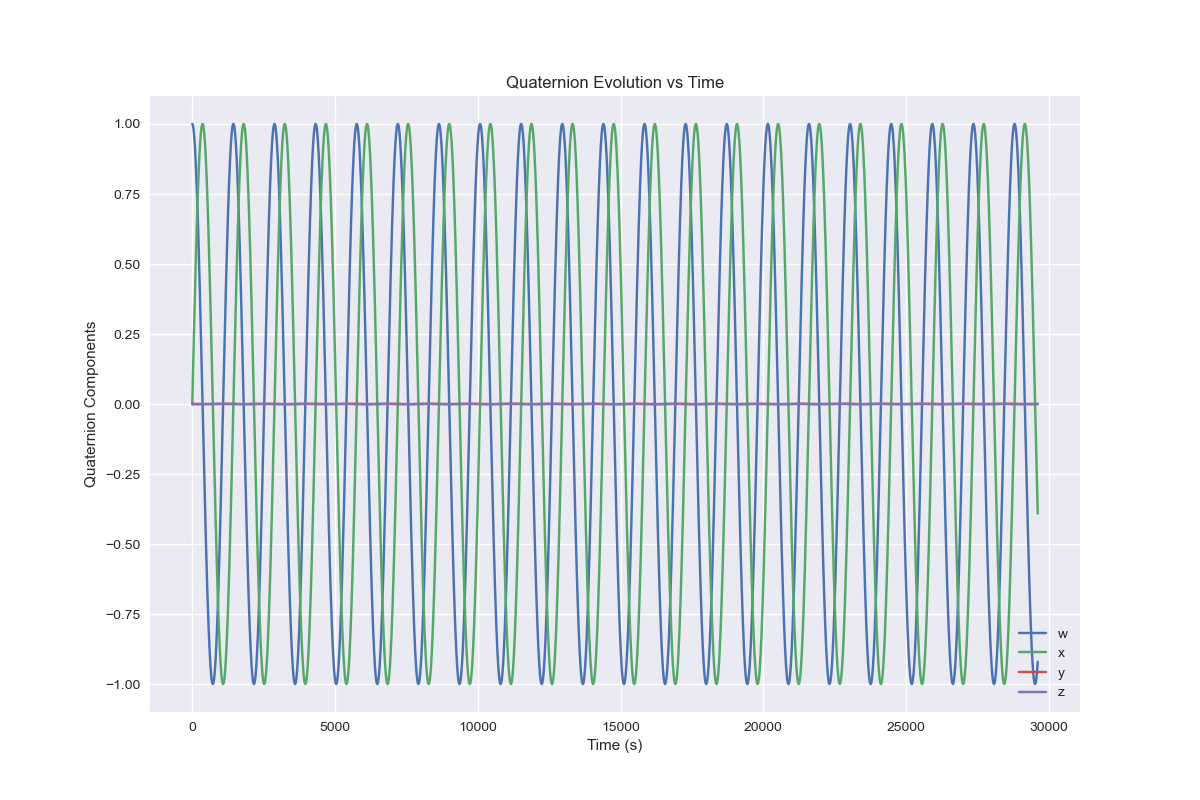 Quaternion Evolution vs Time
1.00
0.75
0.50
0.25
0.00
−0.25
−0.50
−0.75
−1.00
Quaternion Components
w
x
y
z
0 5000 10000 15000 20000 25000 30000
Time (s)